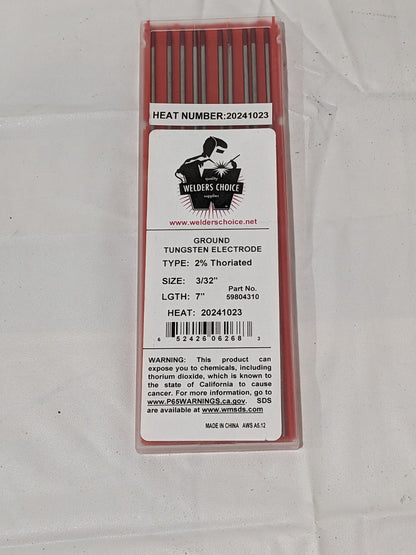 HEAT NUMBER:20241023
quality
WELDERS CHOICE
supplies
www.welderschoice.net
GROUND
TUNGSTEN ELECTRODE
TYPE: 2% Thoriated
SIZE: 3/32"
Part No.
LGTH: 7" 59804310
HEAT: 20241023
6 52426 06268 3
WARNING: This product can
expose you to chemicals, including
thorium dioxide, which is known to
the state of California to cause
cancer. For more information, go to
www.P65WARNINGS.ca.gov. SDS
are available at www.wmsds.com
MADE IN CHINA AWS A5.12